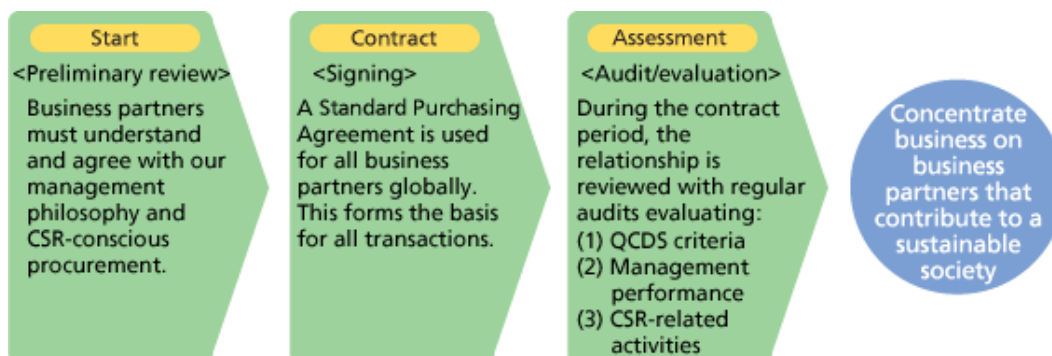 Start
<Preliminary review>
Business partners
must understand
and agree with our
management
philosophy and
CSR-conscious
procurement.
Contract
<Signing>
A Standard Purchasing
Agreement is used
for all business
partners globally.
This forms the basis
for all transactions.
Assessment
<Audit/evaluation>
During the contract
period, the
relationship is
reviewed with regular
audits evaluating:
(1) QCDS criteria
(2) Management
performance
(3) CSR-related
activities
Concentrate
business on
business
partners that
contribute to a
sustainable
society